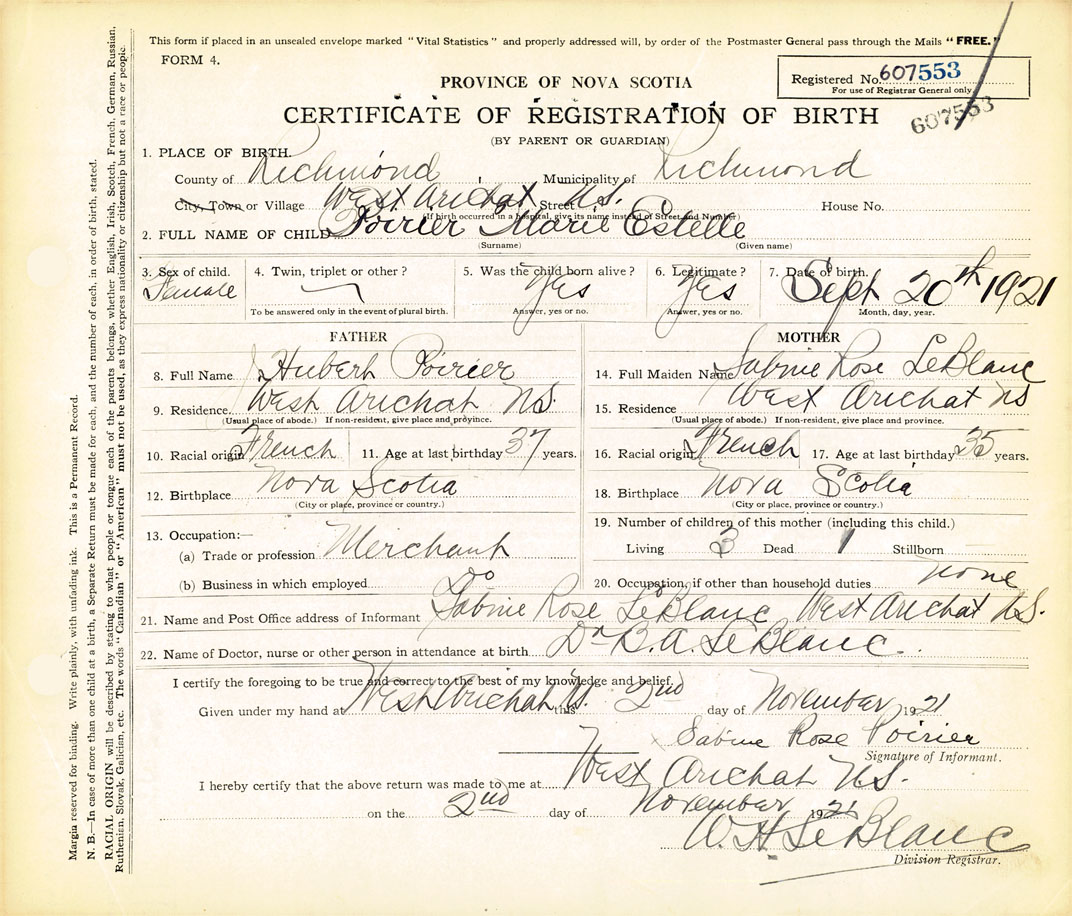 This form if placed in an unsealed envelope marked "Vital Statistics" and properly addressed will, by order of the Postmaster General pass through the Mails "FREE."
FORM 4.
Registered No. 607553
For use of Registrar General only
607553
PROVINCE OF NOVA SCOTIA
CERTIFICATE OF REGISTRATION OF BIRTH
(BY PARENT OR GUARDIAN)
1. PLACE OF BIRTH.
County of Richmond Municipality of Richmond
City, Town or Village West Arichat Street N.S. House No.
(If birth occurred in a hospital, give its name instead of Street and Number)
2. FULL NAME OF CHILD Poirier Marie Estelle
(Surname) (Given name)
3. Sex of child. 4. Twin, triplet or other? 5. Was the child born alive? 6. Legitimate? 7. Date of birth.
Female Yes Yes Sept 20th 1921
To be answered only in the event of plural birth. Answer, yes or no. Answer, yes or no. Month, day, year.
FATHER
8. Full Name Hubert Poirier
9. Residence West Arichat N.S.
(Usual place of abode.) If non-resident, give place and province.
10. Racial origin French 11. Age at last birthday 37 years.
12. Birthplace Nova Scotia
(City or place, province or country.)
13. Occupation:—
(a) Trade or profession Merchant
(b) Business in which employed do
MOTHER
14. Full Maiden Name Sabine Rose LeBlanc
15. Residence West Arichat NS
(Usual place of abode.) If non-resident, give place and province.
16. Racial origin French 17. Age at last birthday 35 years.
18. Birthplace Nova Scotia
(City or place, province or country.)
19. Number of children of this mother (including this child.)
Living 3 Dead 1 Stillborn
20. Occupation, if other than household duties none
21. Name and Post Office address of Informant Sabine Rose LeBlanc West Arichat N.S.
22. Name of Doctor, nurse or other person in attendance at birth Dr B.A. LeBlanc.
I certify the foregoing to be true and correct to the best of my knowledge and belief.
Given under my hand at West Arichat N.S. this 2nd day of November 1921
Sabine Rose Poirier
Signature of Informant.
I hereby certify that the above return was made to me at West Arichat N.S.
on the 2nd day of November 1921
W. H. LeBlanc
Division Registrar.
Margin reserved for binding. Write plainly, with unfading ink. This is a Permanent Record.
N. B.—In case of more than one child at a birth, a Separate Return must be made for each, and the number of each, in order of birth, stated.
RACIAL ORIGIN will be described by stating to what people or tongue each of the parents belongs, whether English, Irish, Scotch, French, German, Russian,
Ruthenian, Slovak, Galician, etc. The words "Canadian" or "American" must not be used, as they express nationality or citizenship but not a race or people.